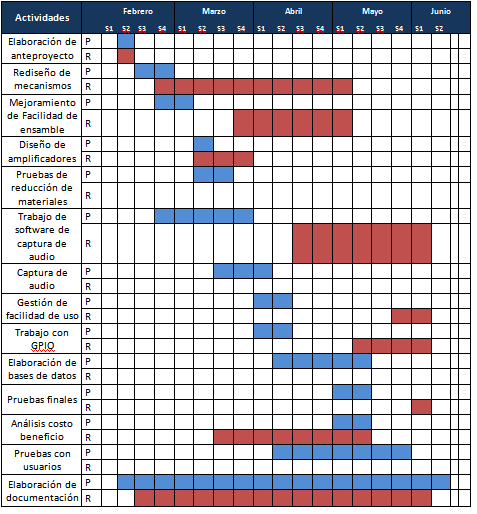 Actividades Febrero Marzo Abril Mayo Junio
S1 S2 S3 S4 S1 S2 S3 S4 S1 S2 S3 S4 S1 S2 S3 S4 S1 S2
Elaboración de P
anteproyecto R
Rediseño de P
mecanismos R
Mejoramiento P
de Facilidad de R
ensamble
Diseño de P
amplificadores R
Pruebas de P
reducción de R
materiales
Trabajo de P
software de
captura de R
audio
Captura de P
audio R
Gestión de P
facilidad de uso R
Trabajo con P
GPIO R
Elaboración de P
bases de datos R
Pruebas finales P
R
Análisis costo P
beneficio R
Pruebas con P
usuarios R
Elaboración de P
documentación R